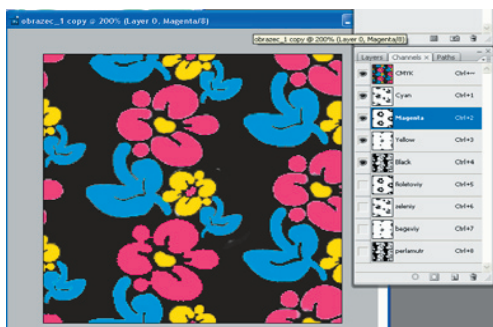 obrazec_1 copy @ 200% (Layer 0, Magenta/8)
obrazec_1 copy @ 200% (Layer 0, Magenta/8)
Layers Channels × Paths
CMYK Ctrl+~
Cyan Ctrl+1
Magenta Ctrl+2
Yellow Ctrl+3
Black Ctrl+4
fioletoviy Ctrl+5
zeleniy Ctrl+6
begeviy Ctrl+7
perlamutr Ctrl+8